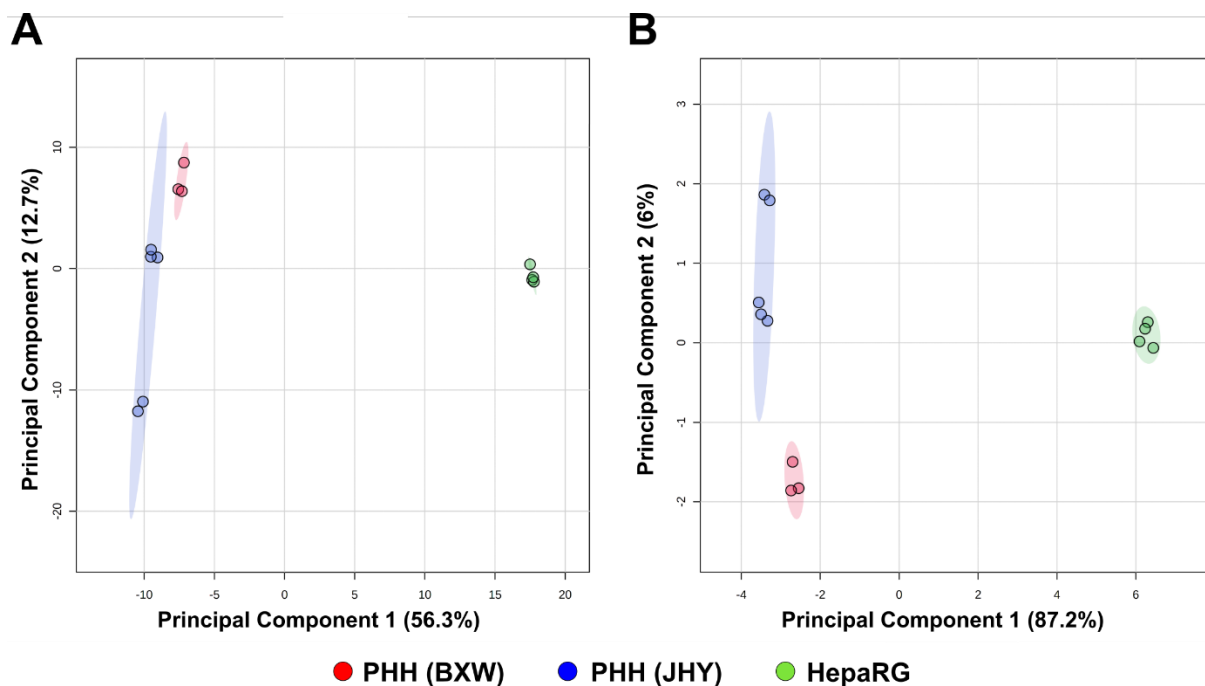 A
B
Principal Component 2 (12.7%)
10
0
-10
-20
-10
-5
0
5
10
15
20
Principal Component 1 (56.3%)
Principal Component 2 (6%)
3
2
1
0
-1
-2
-4
-2
0
2
4
6
Principal Component 1 (87.2%)
PHH (BXW)
PHH (JHY)
HepaRG